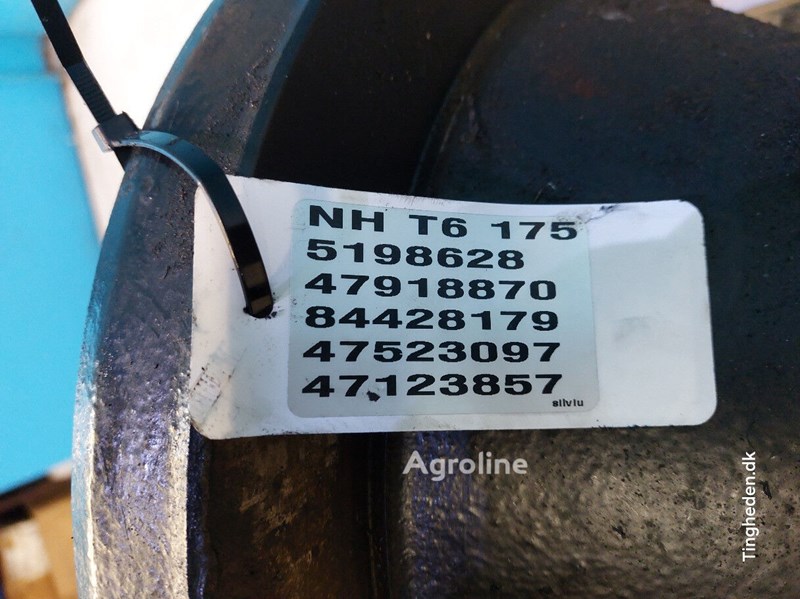 NH T6 175
5198628
47918870
84428179
47523097
47123857
silviu
Agroline
Tingheden.dk